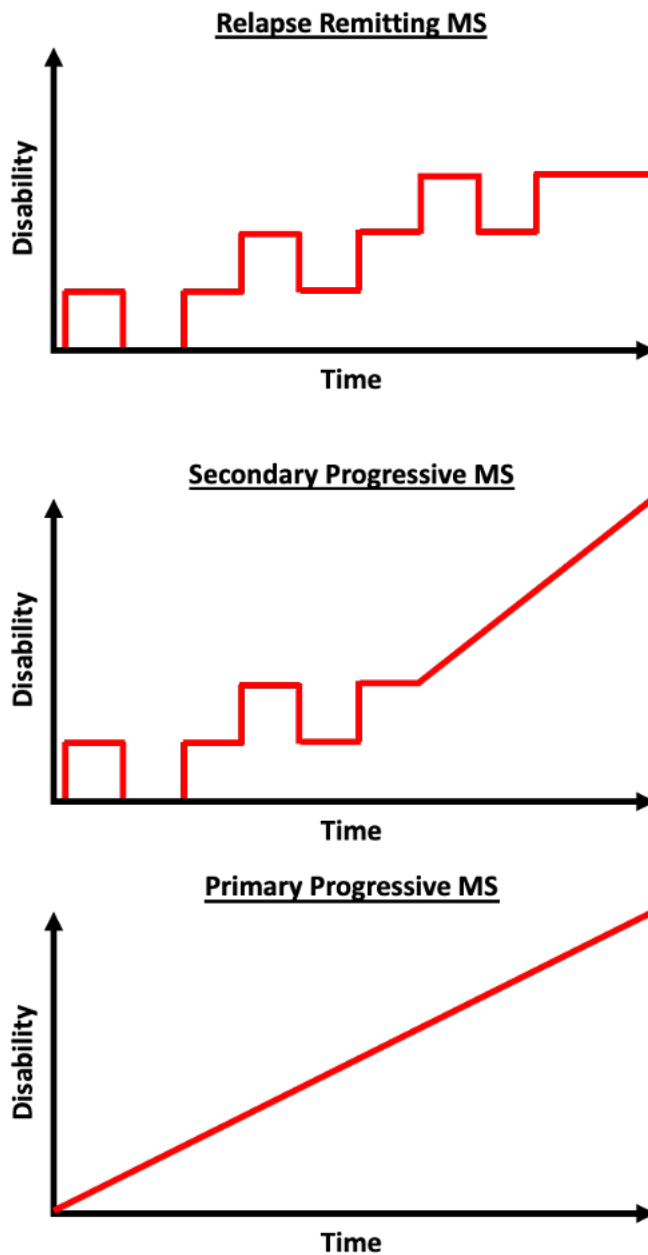 Relapse Remitting MS
Disability
Time
Secondary Progressive MS
Disability
Time
Primary Progressive MS
Disability
Time